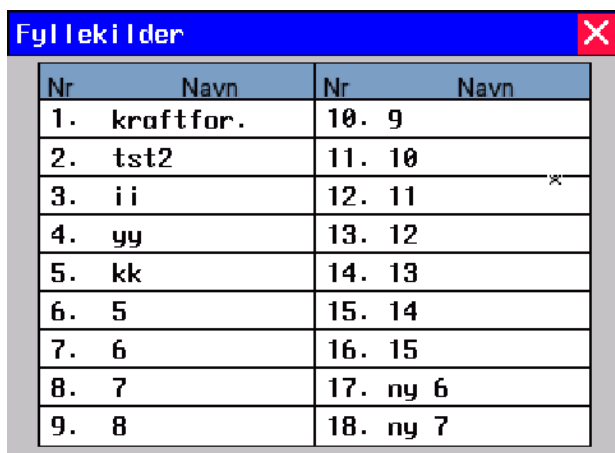 Fyllekilder
Nr Navn Nr Navn
1. kraftfor. 10. 9
2. tst2 11. 10
3. ii 12. 11
4. yy 13. 12
5. kk 14. 13
6. 5 15. 14
7. 6 16. 15
8. 7 17. ny 6
9. 8 18. ny 7